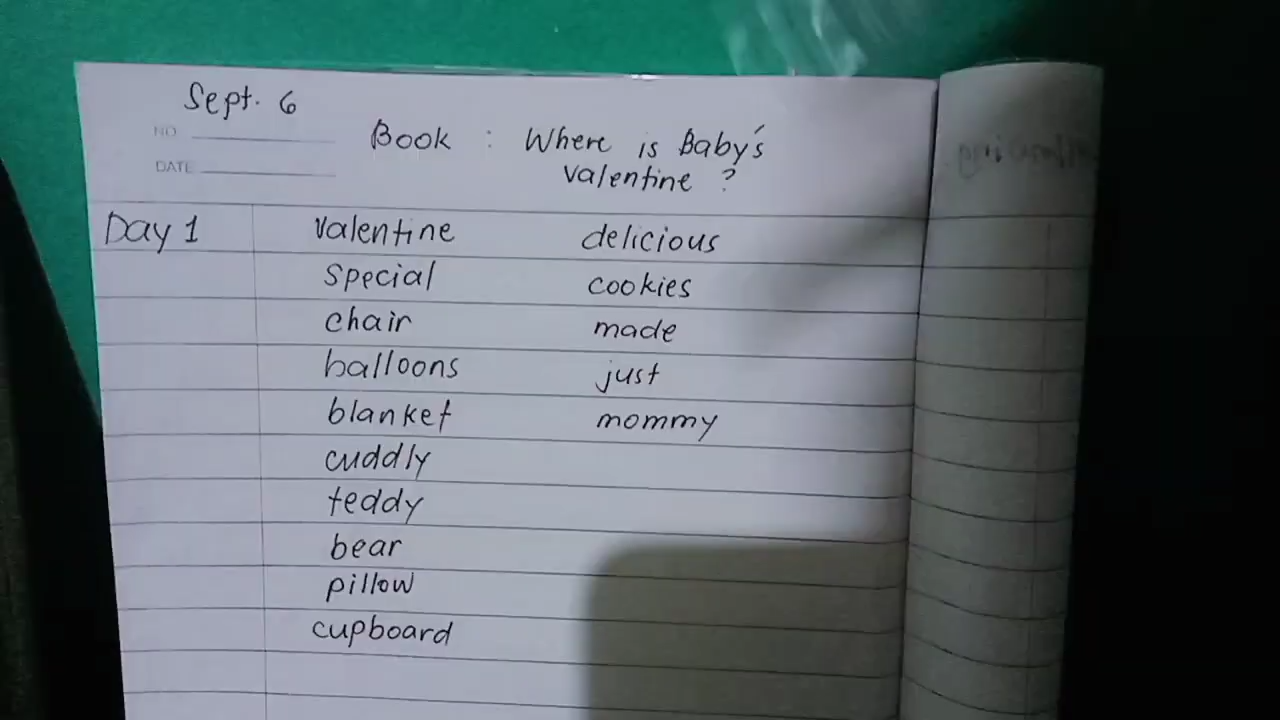 Sept. 6
NO
DATE
Book : Where is Baby's
Valentine ?
Day 1
Valentine delicious
special cookies
chair made
balloons just
blanket mommy
cuddly
teddy
bear
pillow
cupboard